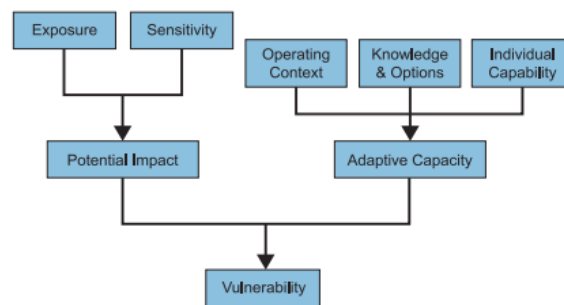 Exposure
Sensitivity
Operating
Context
Knowledge
& Options
Individual
Capability
Potential Impact
Adaptive Capacity
Vulnerability